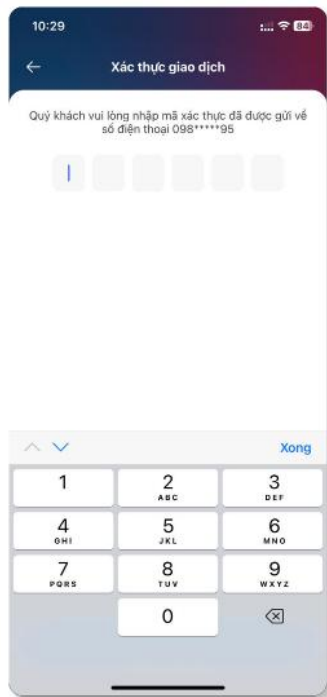 10:29
84
Xác thực giao dịch
Quý khách vui lòng nhập mã xác thực đã được gửi về
số điện thoại 098*****95
Xong
1
2
ABC
3
DEF
4
GHI
5
JKL
6
MNO
7
PQRS
8
TUV
9
WXYZ
0